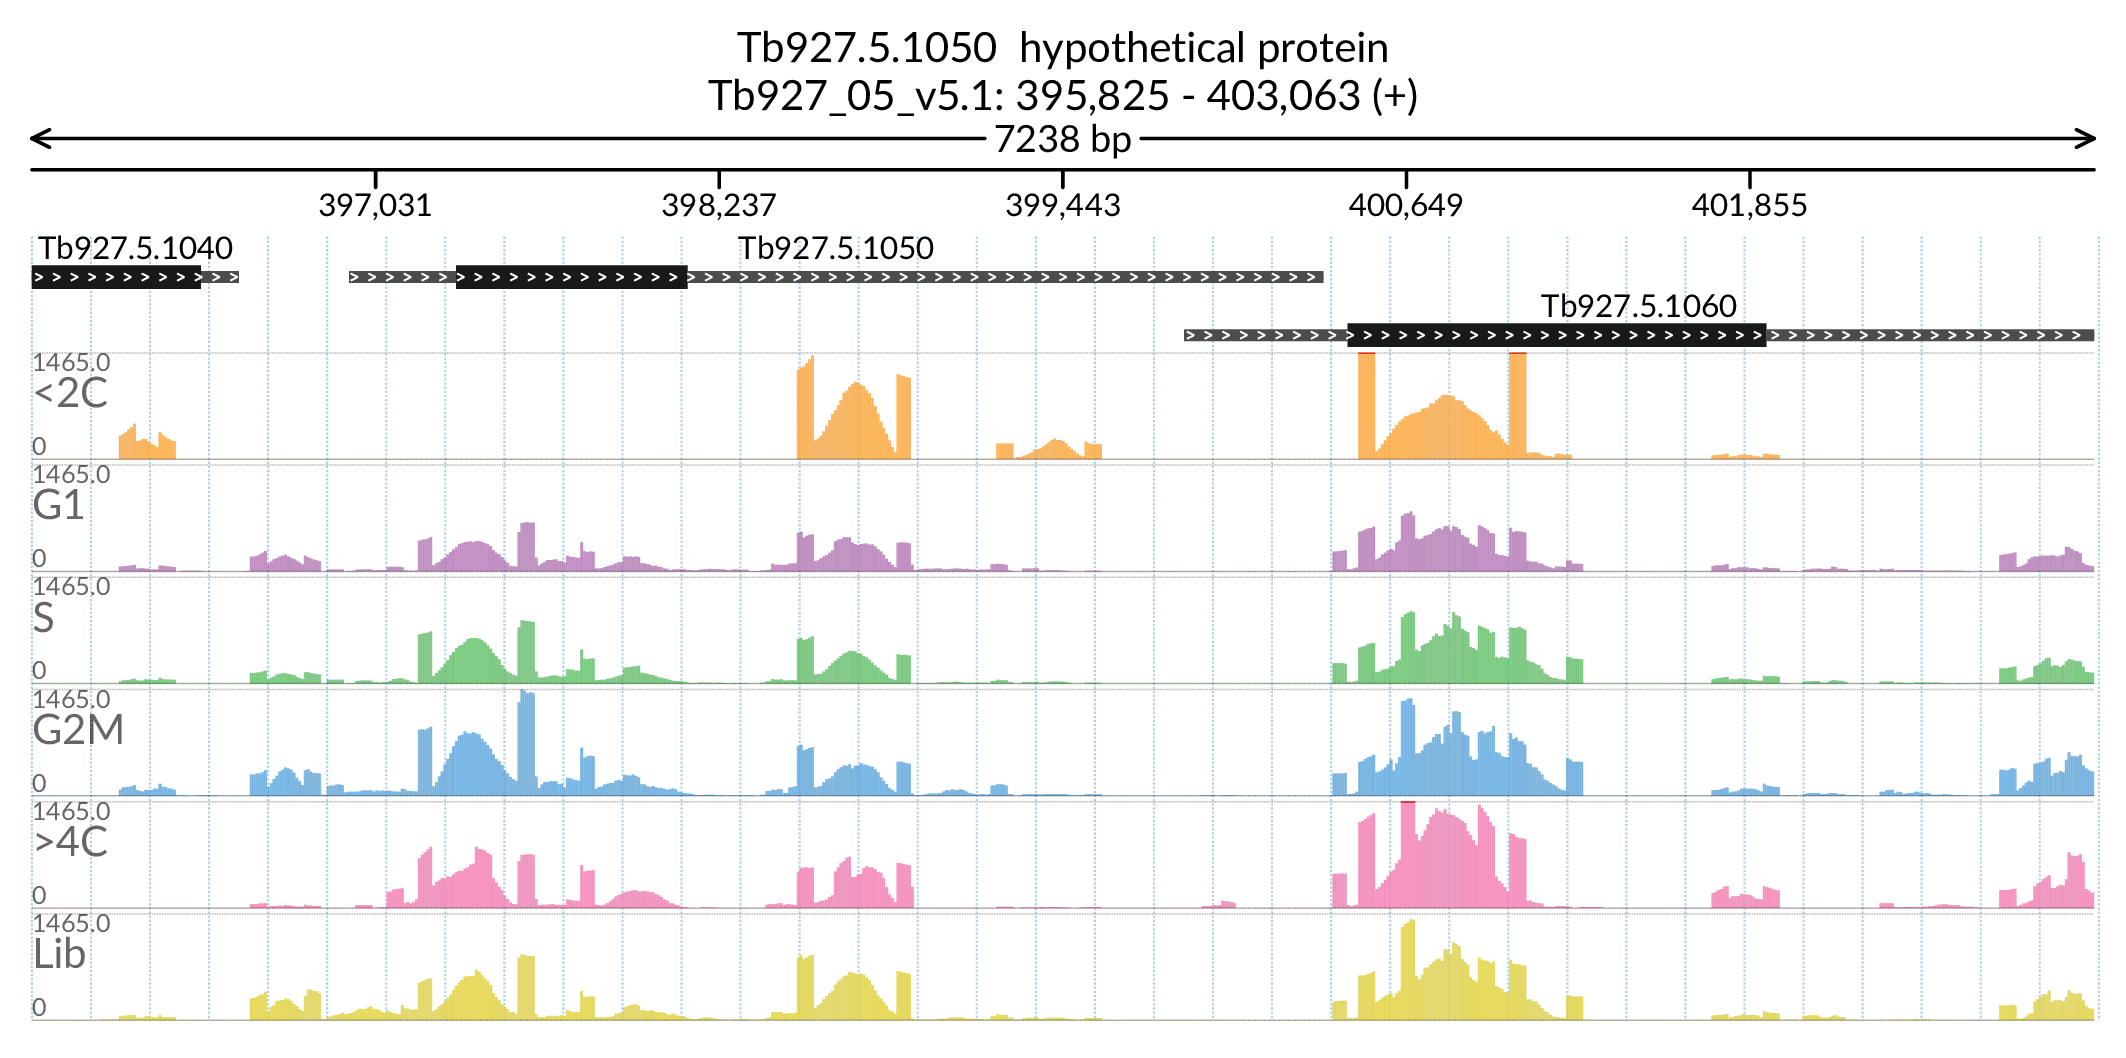 Tb927.5.1050  hypothetical protein
Tb927_05_v5.1: 395,825 - 403,063 (+)
7238 bp
397,031 398,237 399,443 400,649 401,855
Tb927.5.1040 Tb927.5.1050
Tb927.5.1060
1465.0
<2C
0
1465.0
G1
0
1465.0
S
0
1465.0
G2M
0
1465.0
>4C
0
1465.0
Lib
0